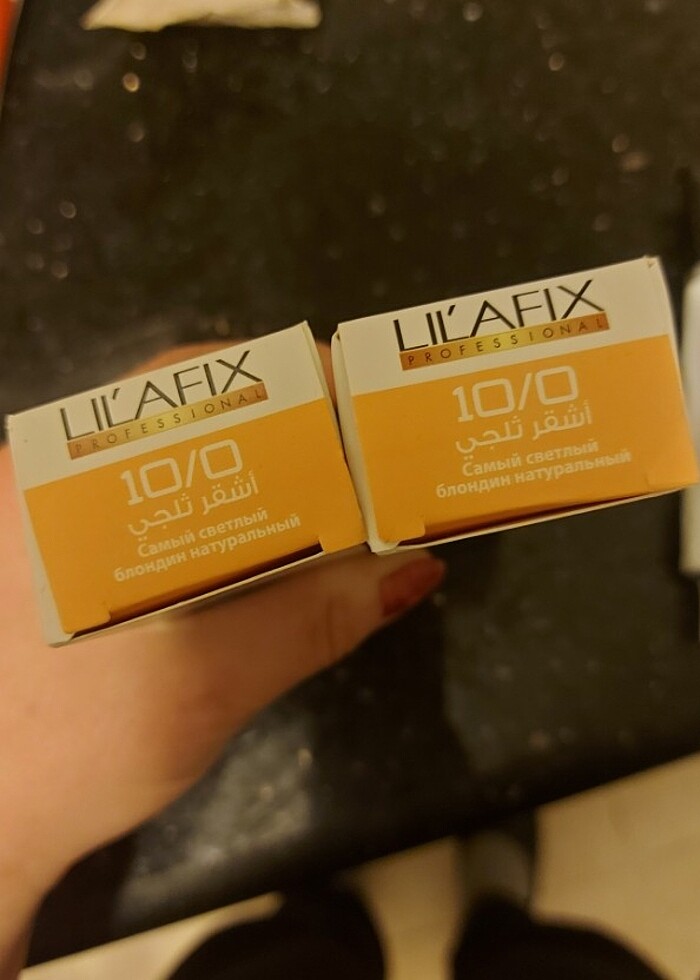 LIL'AFIX
PROFESSIONAL
10/0
أشقر ثلجي
Самый светлый
блондин натуральный
LIL'AFIX
PROFESSIONAL
10/0
أشقر ثلجي
Самый светлый
блондин натуральный